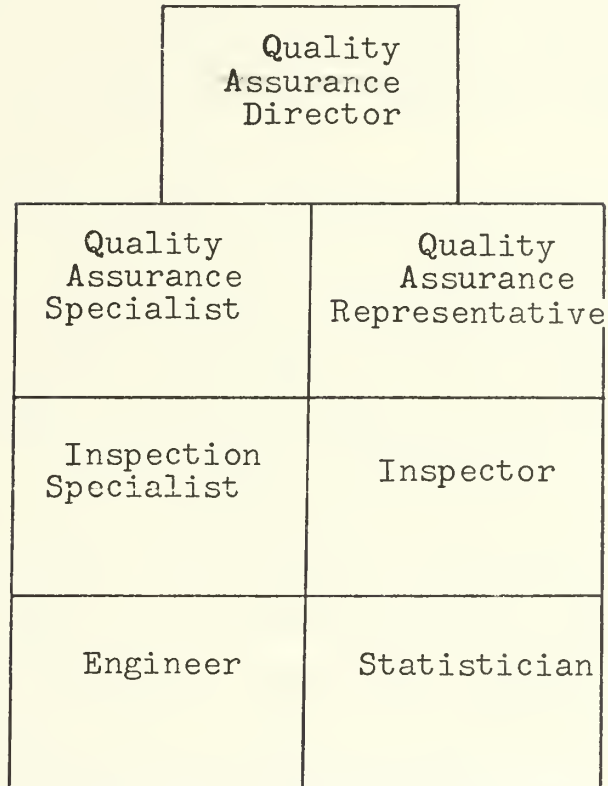 Quality
Assurance
Director
Quality
Assurance
Specialist
Quality
Assurance
Representative
Inspection
Specialist
Inspector
Engineer
Statistician